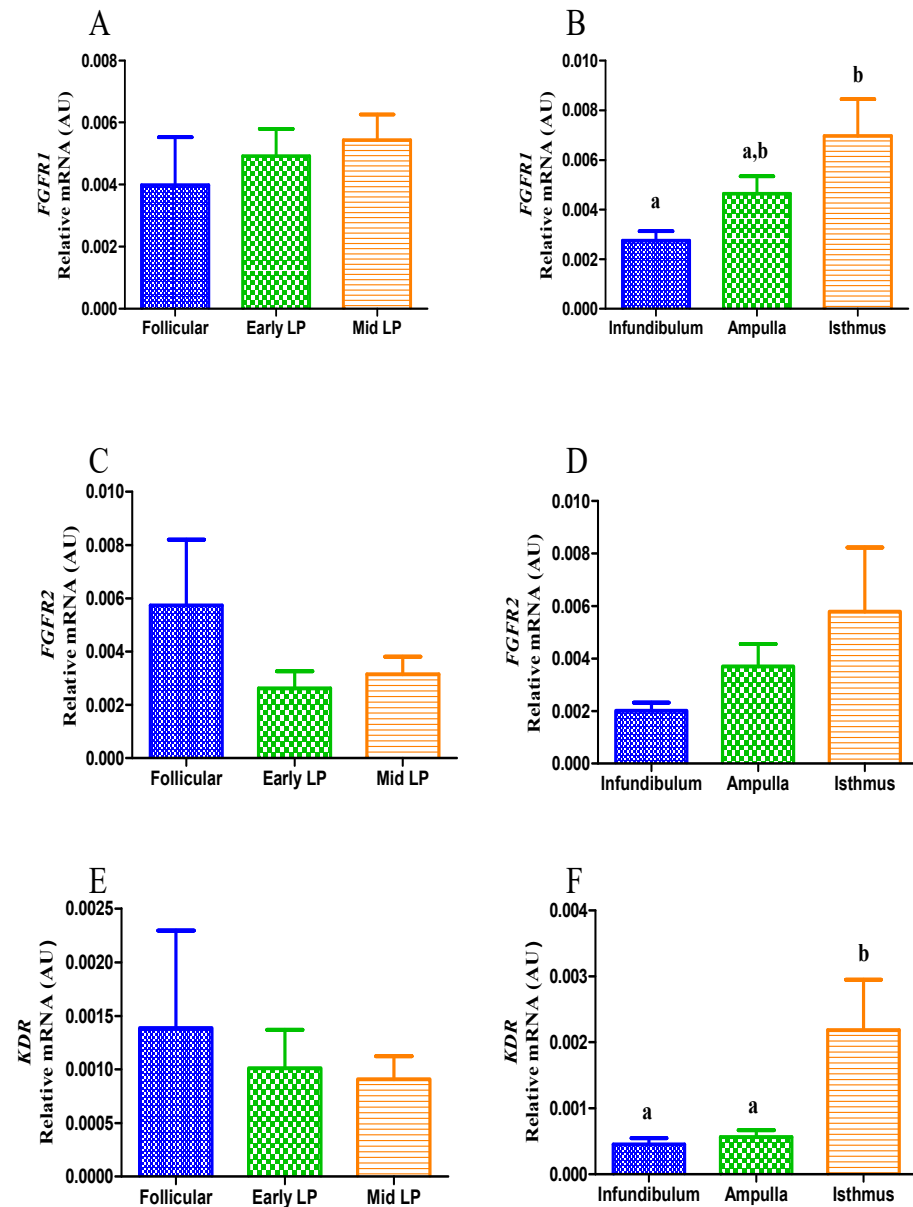 A
FGFR1
Relative mRNA (AU)
0.008
0.006
0.004
0.002
0.000
Follicular Early LP Mid LP
B
FGFR1
Relative mRNA (AU)
0.010
0.008
0.006
0.004
0.002
0.000
a
a,b
b
Infundibulum Ampulla Isthmus
C
FGFR2
Relative mRNA (AU)
0.010
0.008
0.006
0.004
0.002
0.000
Follicular Early LP Mid LP
D
FGFR2
Relative mRNA (AU)
0.010
0.008
0.006
0.004
0.002
0.000
Infundibulum Ampulla Isthmus
E
KDR
Relative mRNA (AU)
0.0025
0.0020
0.0015
0.0010
0.0005
0.0000
Follicular Early LP Mid LP
F
KDR
Relative mRNA (AU)
0.004
0.003
0.002
0.001
0.000
a
a
b
Infundibulum Ampulla Isthmus